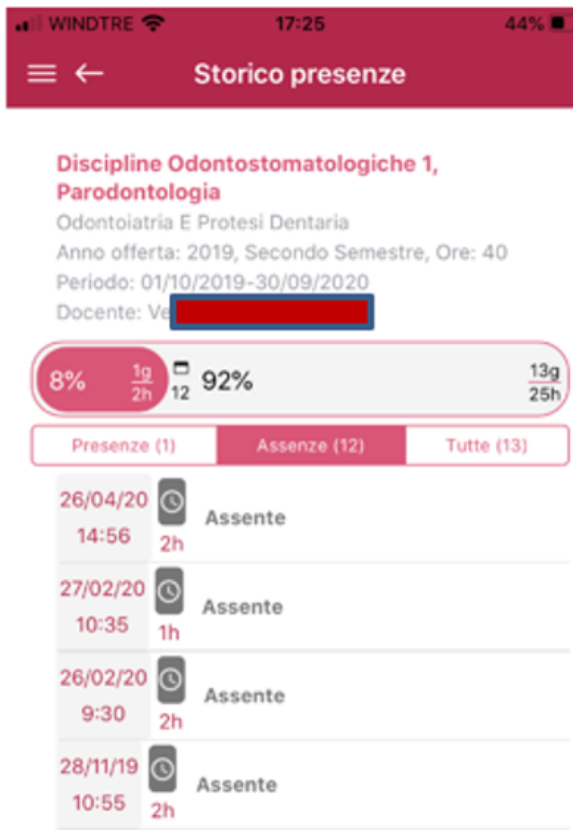 WINDTRE 17:25 44%
Storico presenze
Discipline Odontostomatologiche 1,
Parodontologia
Odontoiatria E Protesi Dentaria
Anno offerta: 2019, Secondo Semestre, Ore: 40
Periodo: 01/10/2019-30/09/2020
Docente: Ve
8% 1g 2h 12 92% 13g 25h
Presenze (1) Assenze (12) Tutte (13)
26/04/20
14:56 2h Assente
27/02/20
10:35 1h Assente
26/02/20
9:30 2h Assente
28/11/19
10:55 2h Assente